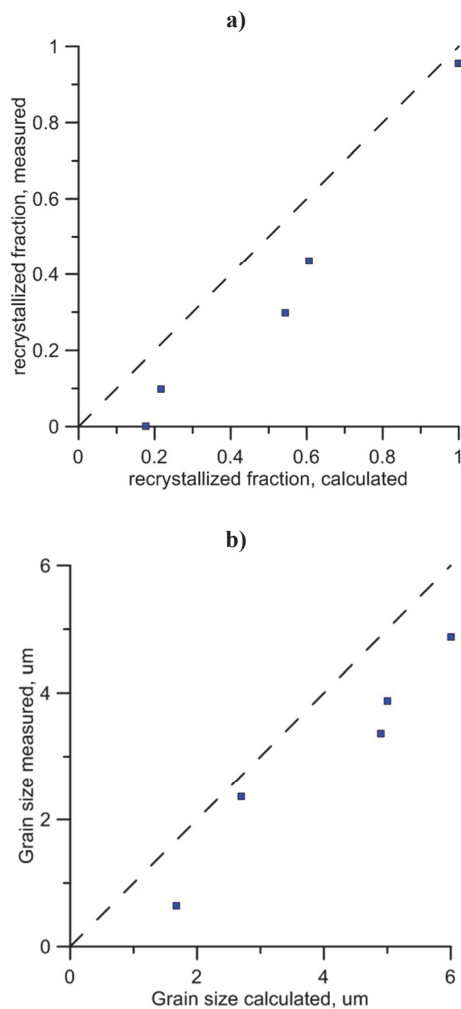 a)
1
0.8
0.6
0.4
0.2
0
recrystallized fraction, measured
0 0.2 0.4 0.6 0.8 1
recrystallized fraction, calculated
b)
6
4
2
0
Grain size measured, um
0 2 4 6
Grain size calculated, um